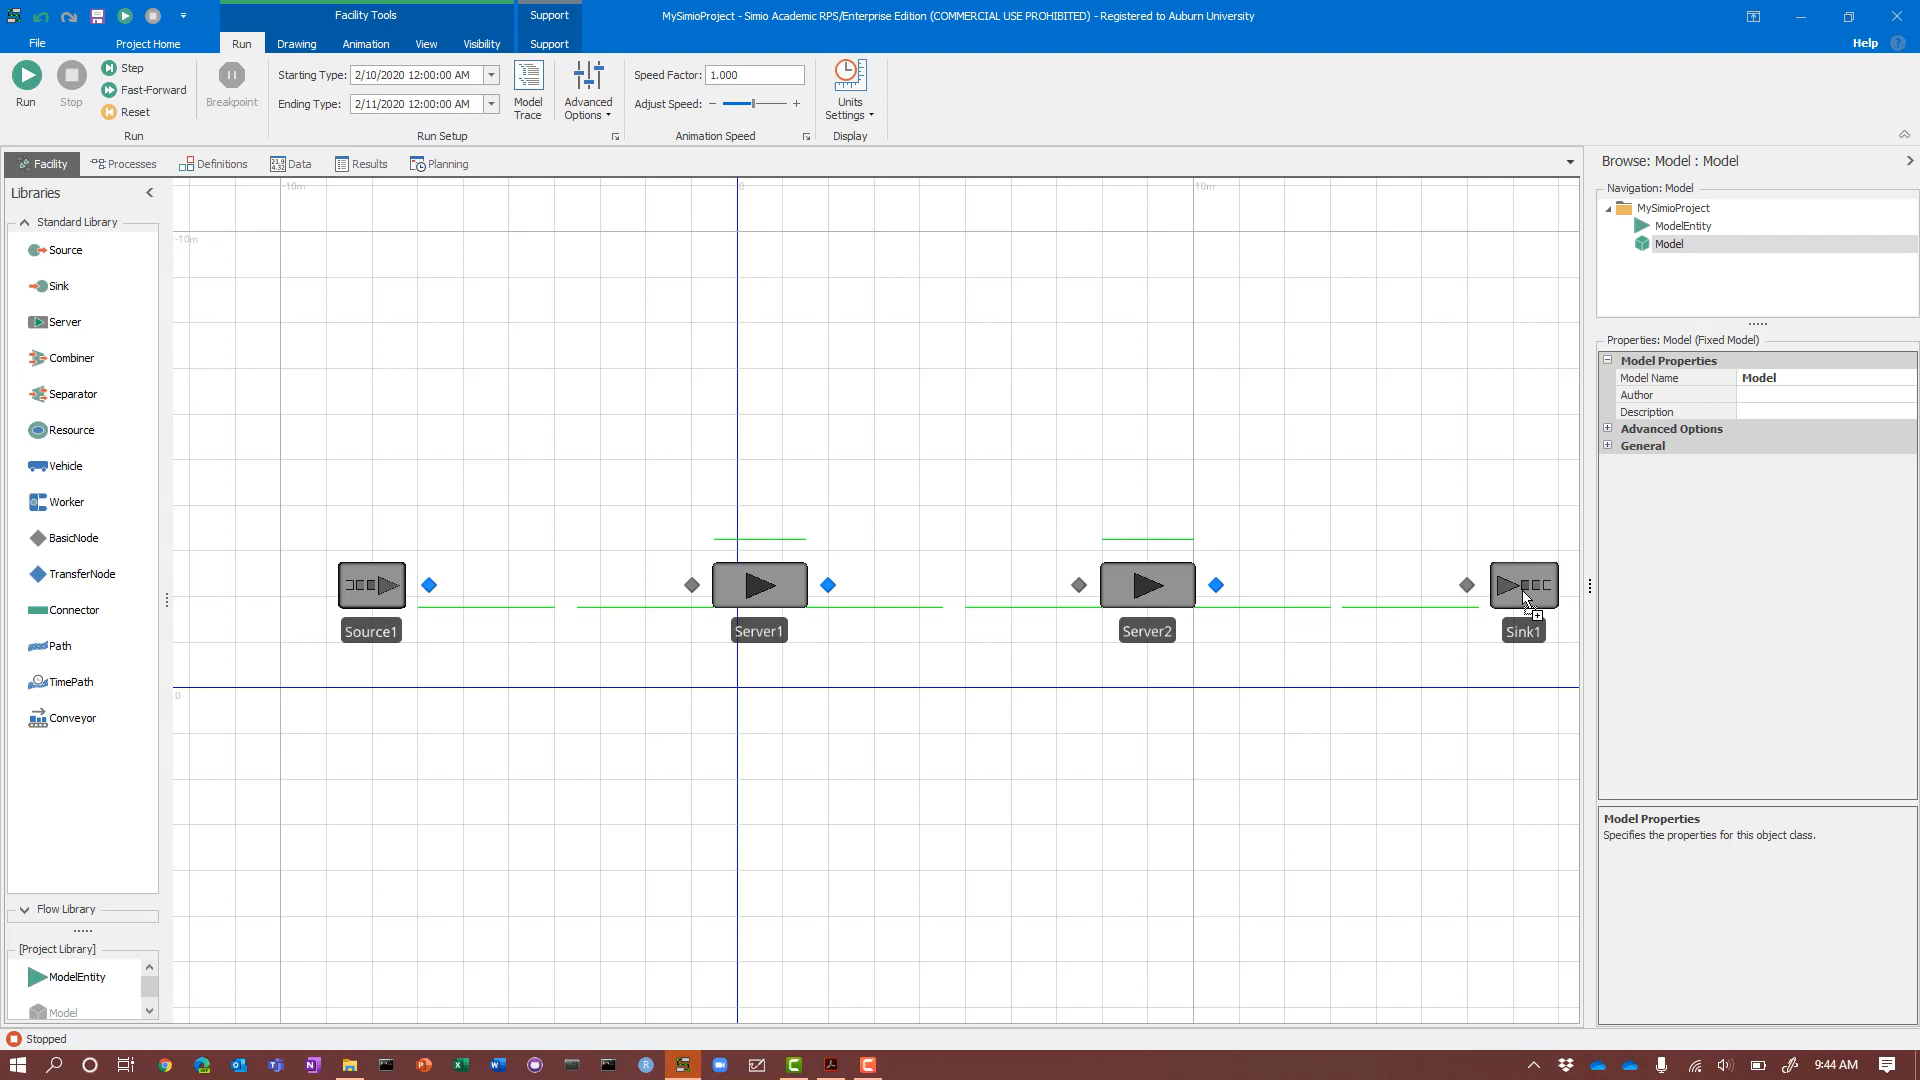 Facility Tools
Support
MySimioProject - Simio Academic RPS/Enterprise Edition (COMMERCIAL USE PROHIBITED) - Registered to Auburn University
File
Project Home
Run
Drawing
Animation
View
Visibility
Support
Help
Run
Stop
Step
Fast-Forward
Reset
Breakpoint
Starting Type: 2/10/2020 12:00:00 AM
Ending Type: 2/11/2020 12:00:00 AM
Model Trace
Advanced Options
Speed Factor: 1.000
Adjust Speed: − +
Units Settings
Run
Run Setup
Animation Speed
Display
Facility
Processes
Definitions
Data
Results
Planning
Libraries
Standard Library
Source
Sink
Server
Combiner
Separator
Resource
Vehicle
Worker
BasicNode
TransferNode
Connector
Path
TimePath
Conveyor
Flow Library
[Project Library]
ModelEntity
Model
-10m
0
10m
-10m
0
Source1
Server1
Server2
Sink1
Browse: Model : Model
Navigation: Model
MySimioProject
ModelEntity
Model
Properties: Model (Fixed Model)
Model Properties
Model Name Model
Author
Description
Advanced Options
General
Model Properties
Specifies the properties for this object class.
Stopped
9:44 AM